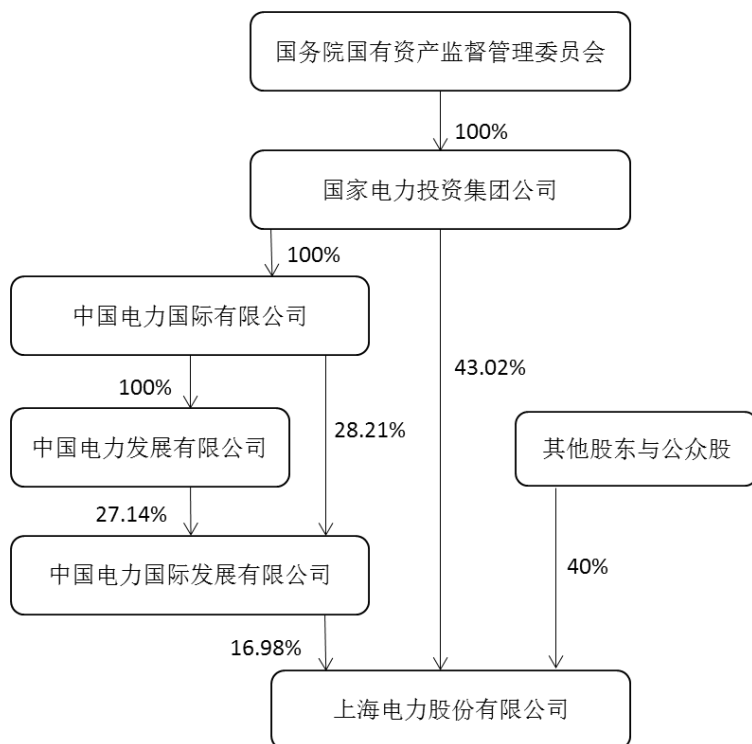 国务院国有资产监督管理委员会
100%
国家电力投资集团公司
100%
中国电力国际有限公司
43.02%
100%
28.21%
中国电力发展有限公司
其他股东与公众股
27.14%
中国电力国际发展有限公司
40%
16.98%
上海电力股份有限公司